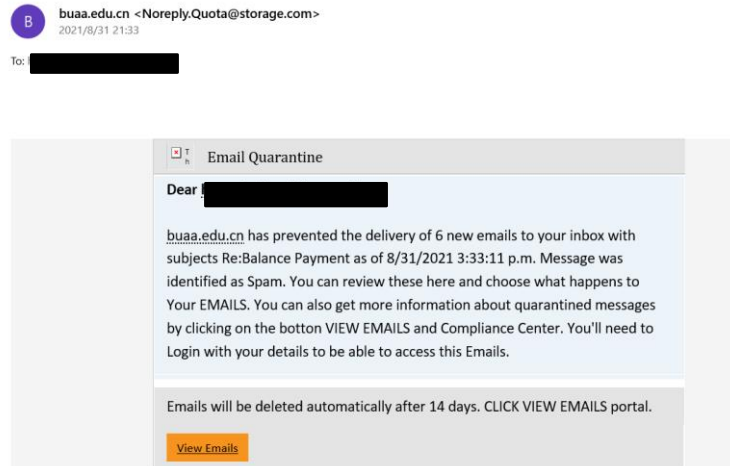 B
buaa.edu.cn <Noreply.Quota@storage.com>
2021/8/31 21:33
To:
T
h
Email Quarantine
Dear
buaa.edu.cn has prevented the delivery of 6 new emails to your inbox with
subjects Re:Balance Payment as of 8/31/2021 3:33:11 p.m. Message was
identified as Spam. You can review these here and choose what happens to
Your EMAILS. You can also get more information about quarantined messages
by clicking on the botton VIEW EMAILS and Compliance Center. You'll need to
Login with your details to be able to access this Emails.
Emails will be deleted automatically after 14 days. CLICK VIEW EMAILS portal.
View Emails